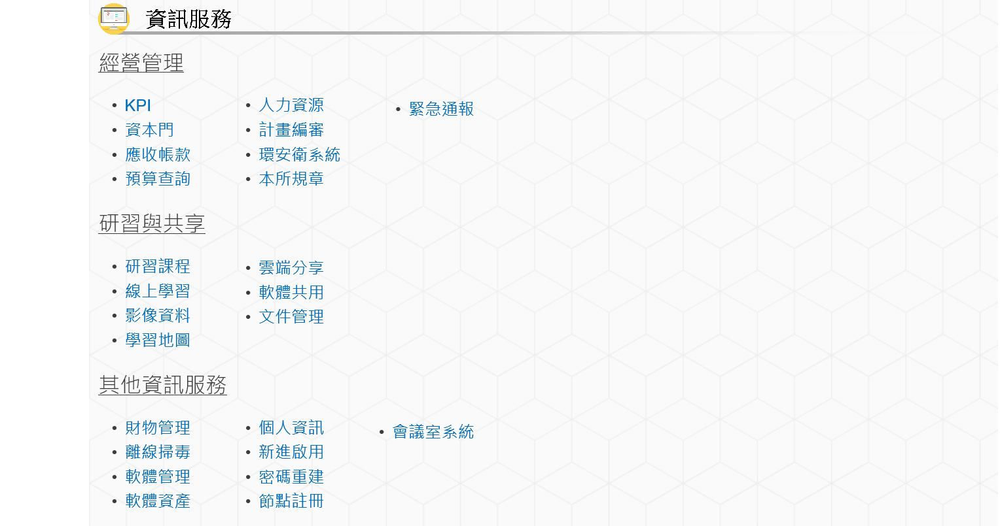 資訊服務
經營管理
• KPI
• 資本門
• 應收帳款
• 預算查詢
• 人力資源
• 計畫編審
• 環安衛系統
• 本所規章
• 緊急通報
研習與共享
• 研習課程
• 線上學習
• 影像資料
• 學習地圖
• 雲端分享
• 軟體共用
• 文件管理
其他資訊服務
• 財物管理
• 離線掃毒
• 軟體管理
• 軟體資產
• 個人資訊
• 新進啟用
• 密碼重建
• 節點註冊
• 會議室系統